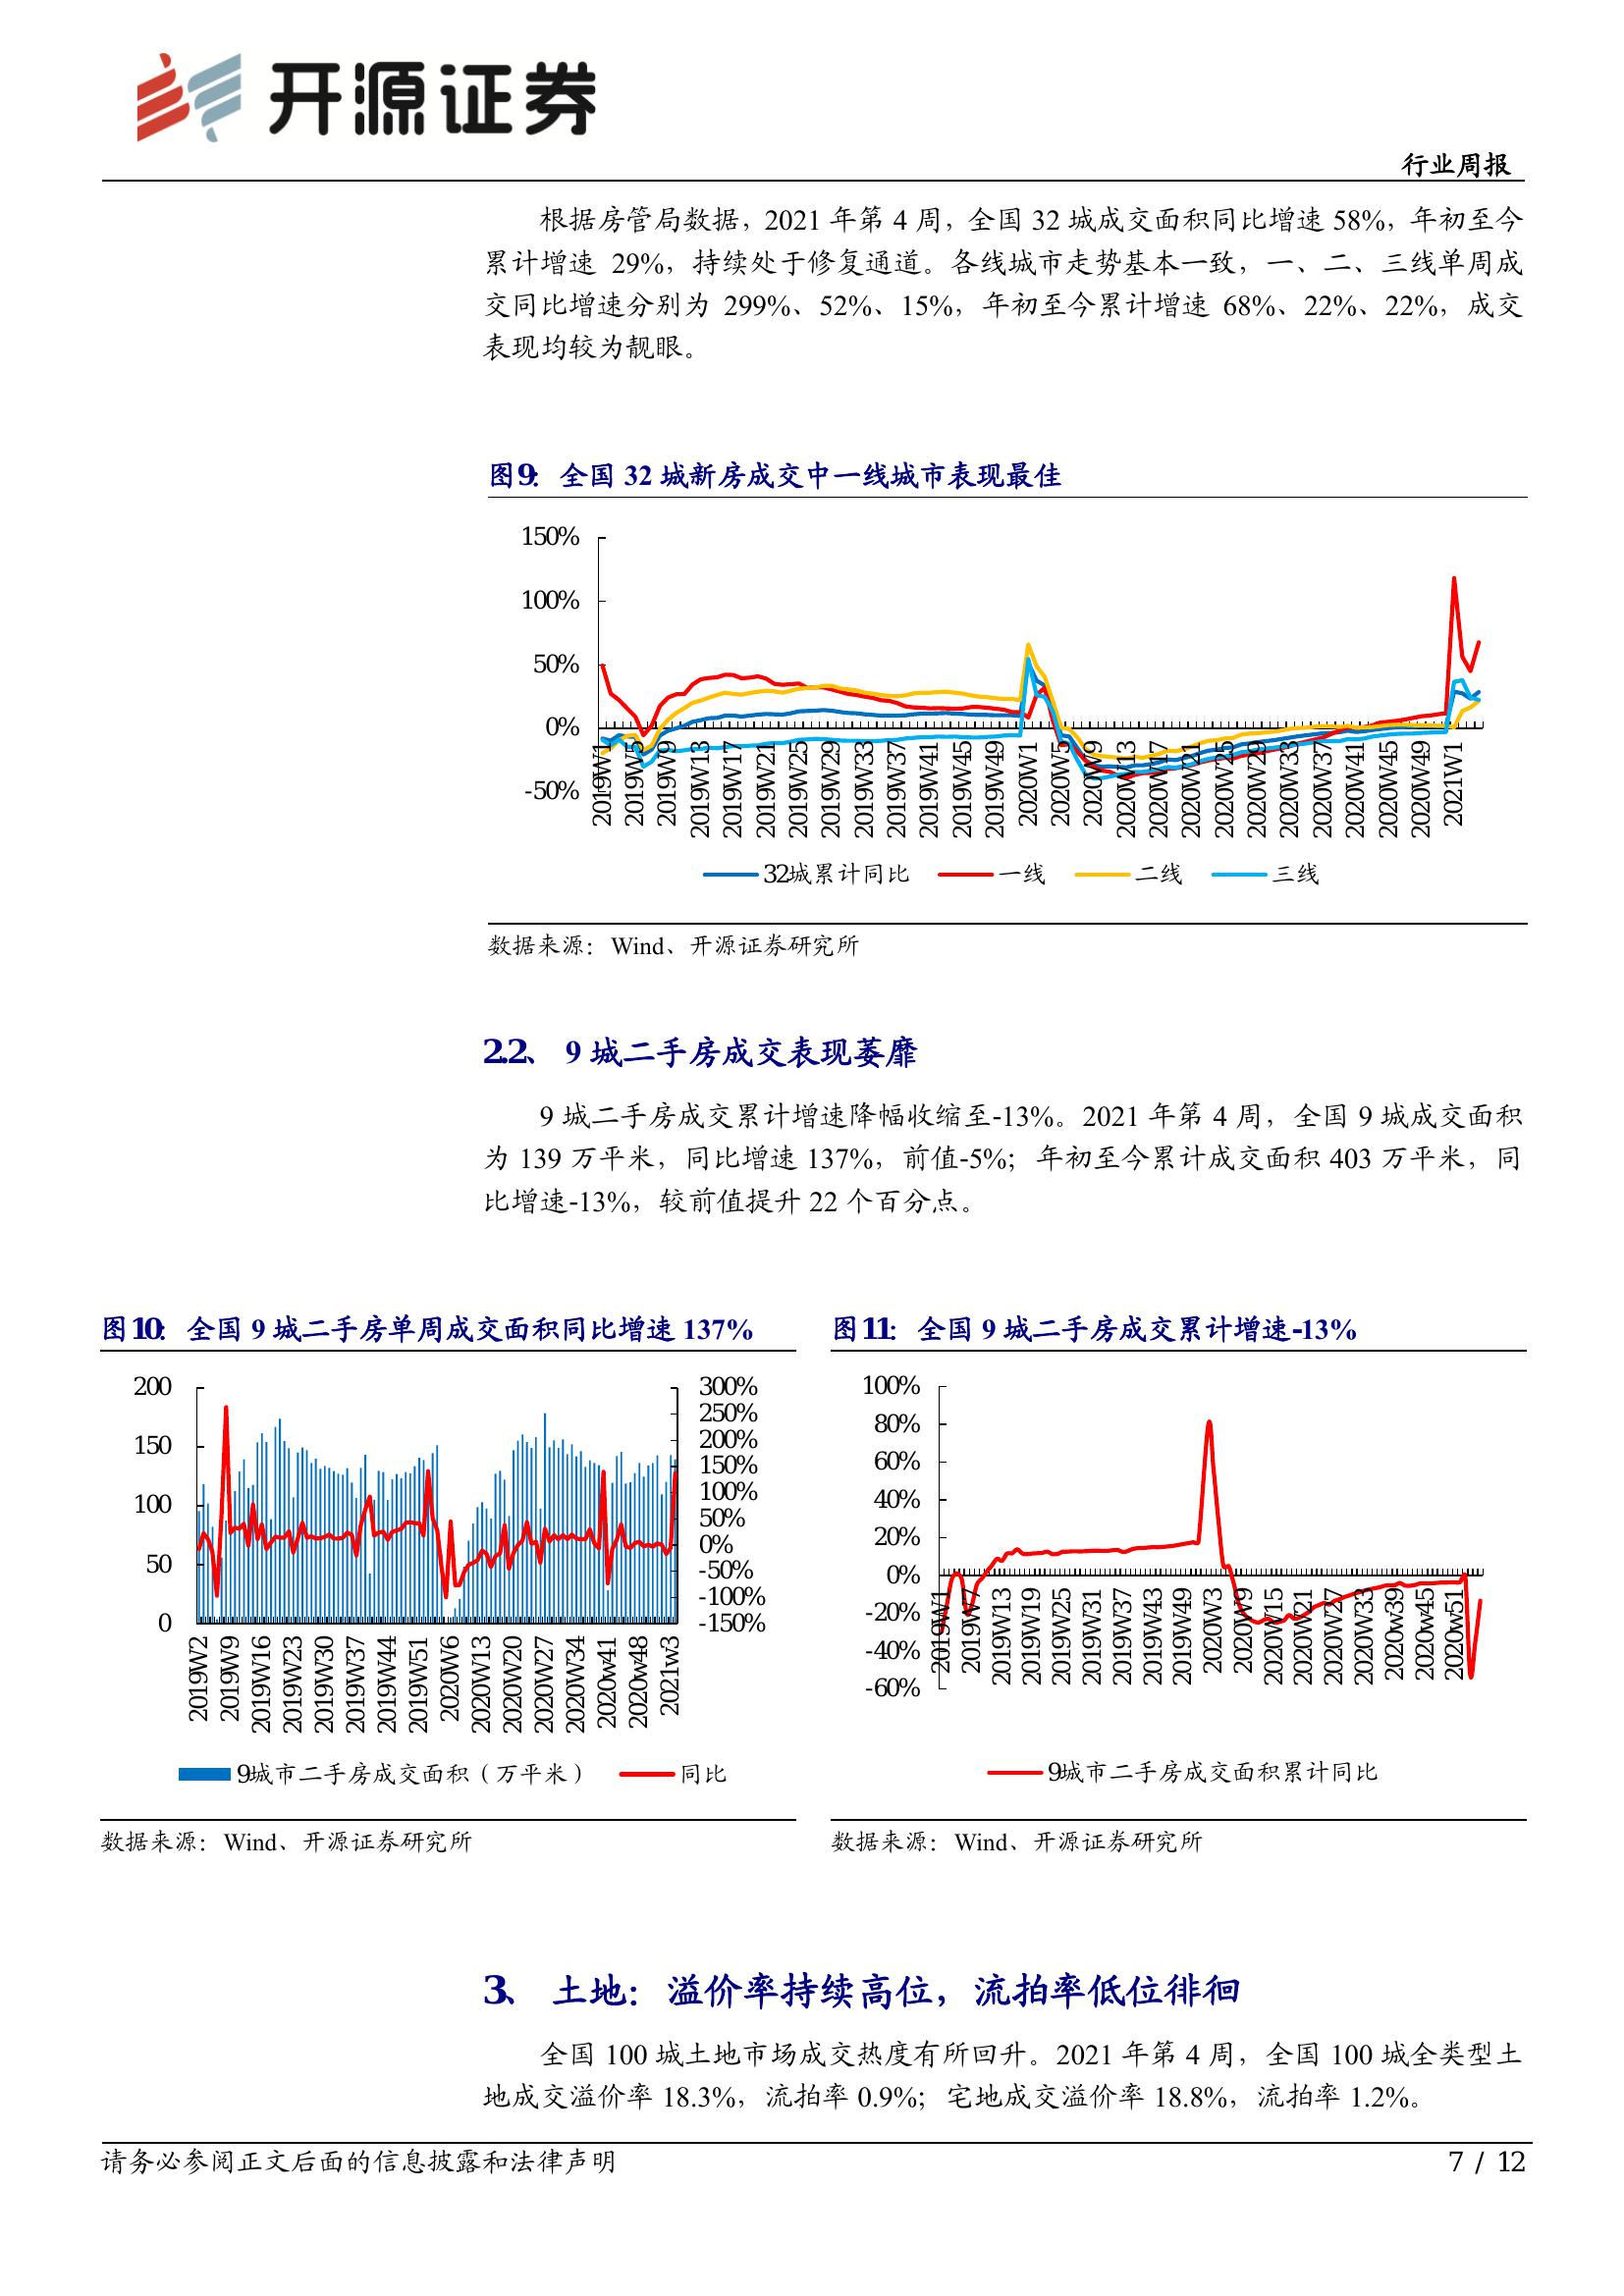 开源证券
行业周报
根据房管局数据，2021 年第 4 周，全国 32 城成交面积同比增速 58%，年初至今
累计增速 29%，持续处于修复通道。各线城市走势基本一致，一、二、三线单周成
交同比增速分别为 299%、52%、15%，年初至今累计增速 68%、22%、22%，成交
表现均较为靓眼。
图9： 全国 32 城新房成交中一线城市表现最佳
150%
100%
50%
0%
-50%
2019W1 2019W5 2019W9 2019W13 2019W17 2019W21 2019W25 2019W29 2019W33 2019W37 2019W41 2019W45 2019W49 2020W1 2020W5 2020W9 2020W13 2020W17 2020W21 2020W25 2020W29 2020W33 2020W37 2020W41 2020W45 2020W49 2021W1
32城累计同比 一线 二线 三线
数据来源：Wind、开源证券研究所
2.2、 9 城二手房成交表现萎靡
9 城二手房成交累计增速降幅收缩至-13%。2021 年第 4 周，全国 9 城成交面积
为 139 万平米，同比增速 137%，前值-5%；年初至今累计成交面积 403 万平米，同
比增速-13%，较前值提升 22 个百分点。
图10： 全国 9 城二手房单周成交面积同比增速 137%
200
150
100
50
0
300%
250%
200%
150%
100%
50%
0%
-50%
-100%
-150%
2019W2 2019W9 2019W16 2019W23 2019W30 2019W37 2019W44 2019W51 2020W6 2020W13 2020W20 2020W27 2020W34 2020w41 2020w48 2021w3
9城市二手房成交面积（万平米） 同比
数据来源：Wind、开源证券研究所
图11： 全国 9 城二手房成交累计增速-13%
100%
80%
60%
40%
20%
0%
-20%
-40%
-60%
2019W1 2019W7 2019W13 2019W19 2019W25 2019W31 2019W37 2019W43 2019W49 2020W3 2020W9 2020W15 2020W21 2020W27 2020W33 2020w39 2020w45 2020w51
9城市二手房成交面积累计同比
数据来源：Wind、开源证券研究所
3、 土地：溢价率持续高位，流拍率低位徘徊
全国 100 城土地市场成交热度有所回升。2021 年第 4 周，全国 100 城全类型土
地成交溢价率 18.3%，流拍率 0.9%；宅地成交溢价率 18.8%，流拍率 1.2%。
请务必参阅正文后面的信息披露和法律声明
7 / 12